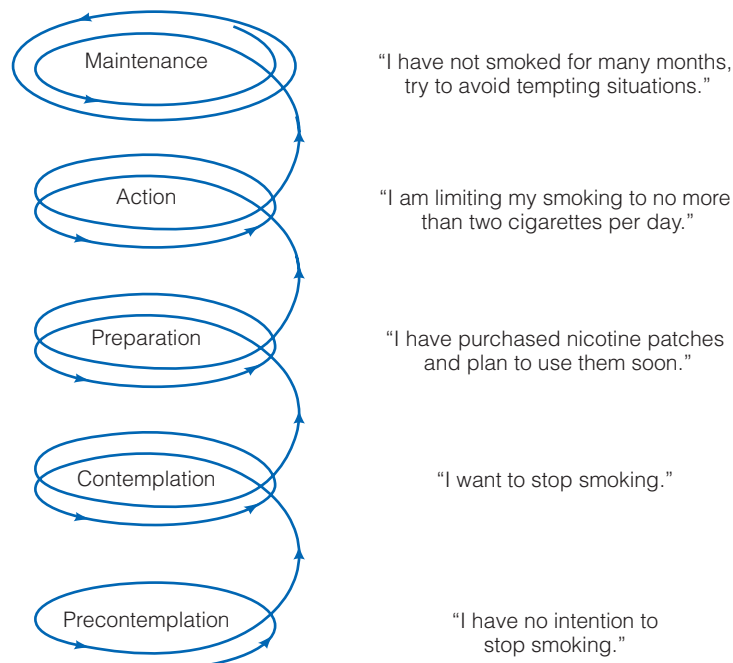 Maintenance
“I have not smoked for many months,
try to avoid tempting situations.”
Action
“I am limiting my smoking to no more
than two cigarettes per day.”
Preparation
“I have purchased nicotine patches
and plan to use them soon.”
Contemplation
“I want to stop smoking.”
Precontemplation
“I have no intention to
stop smoking.”